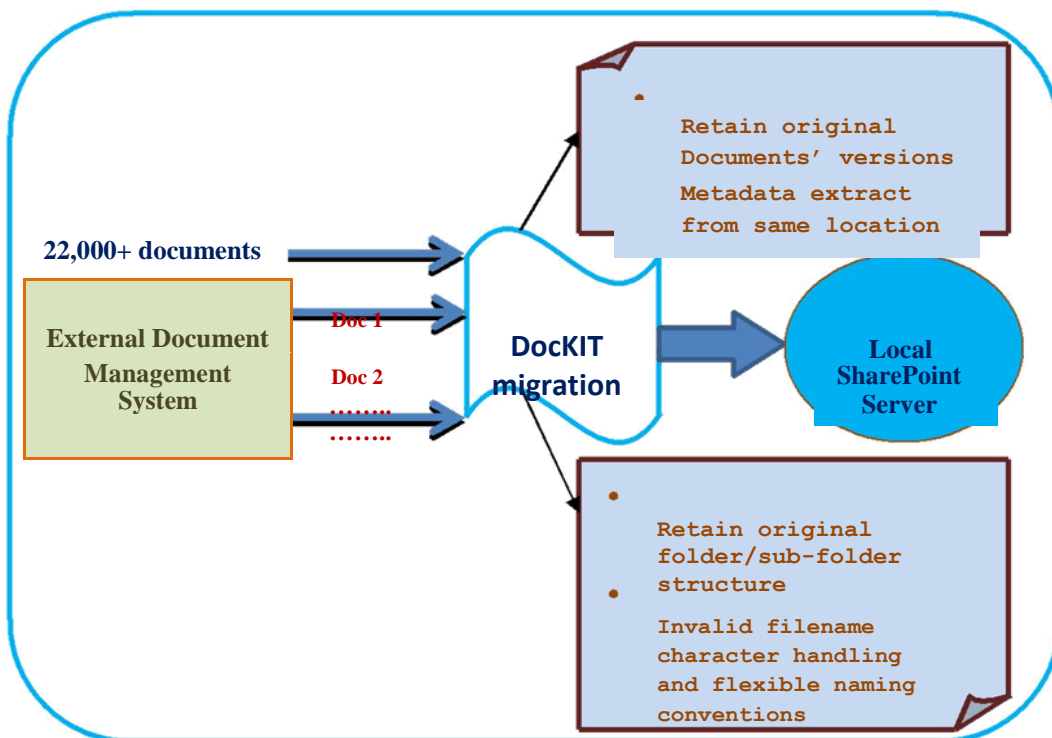 • Retain original
Documents’ versions
Metadata extract
from same location
22,000+ documents
External Document
Management
System
Doc 1
Doc 2
……..
……..
DocKIT
migration
Local
SharePoint
Server
• Retain original
folder/sub-folder
structure
• Invalid filename
character handling
and flexible naming
conventions